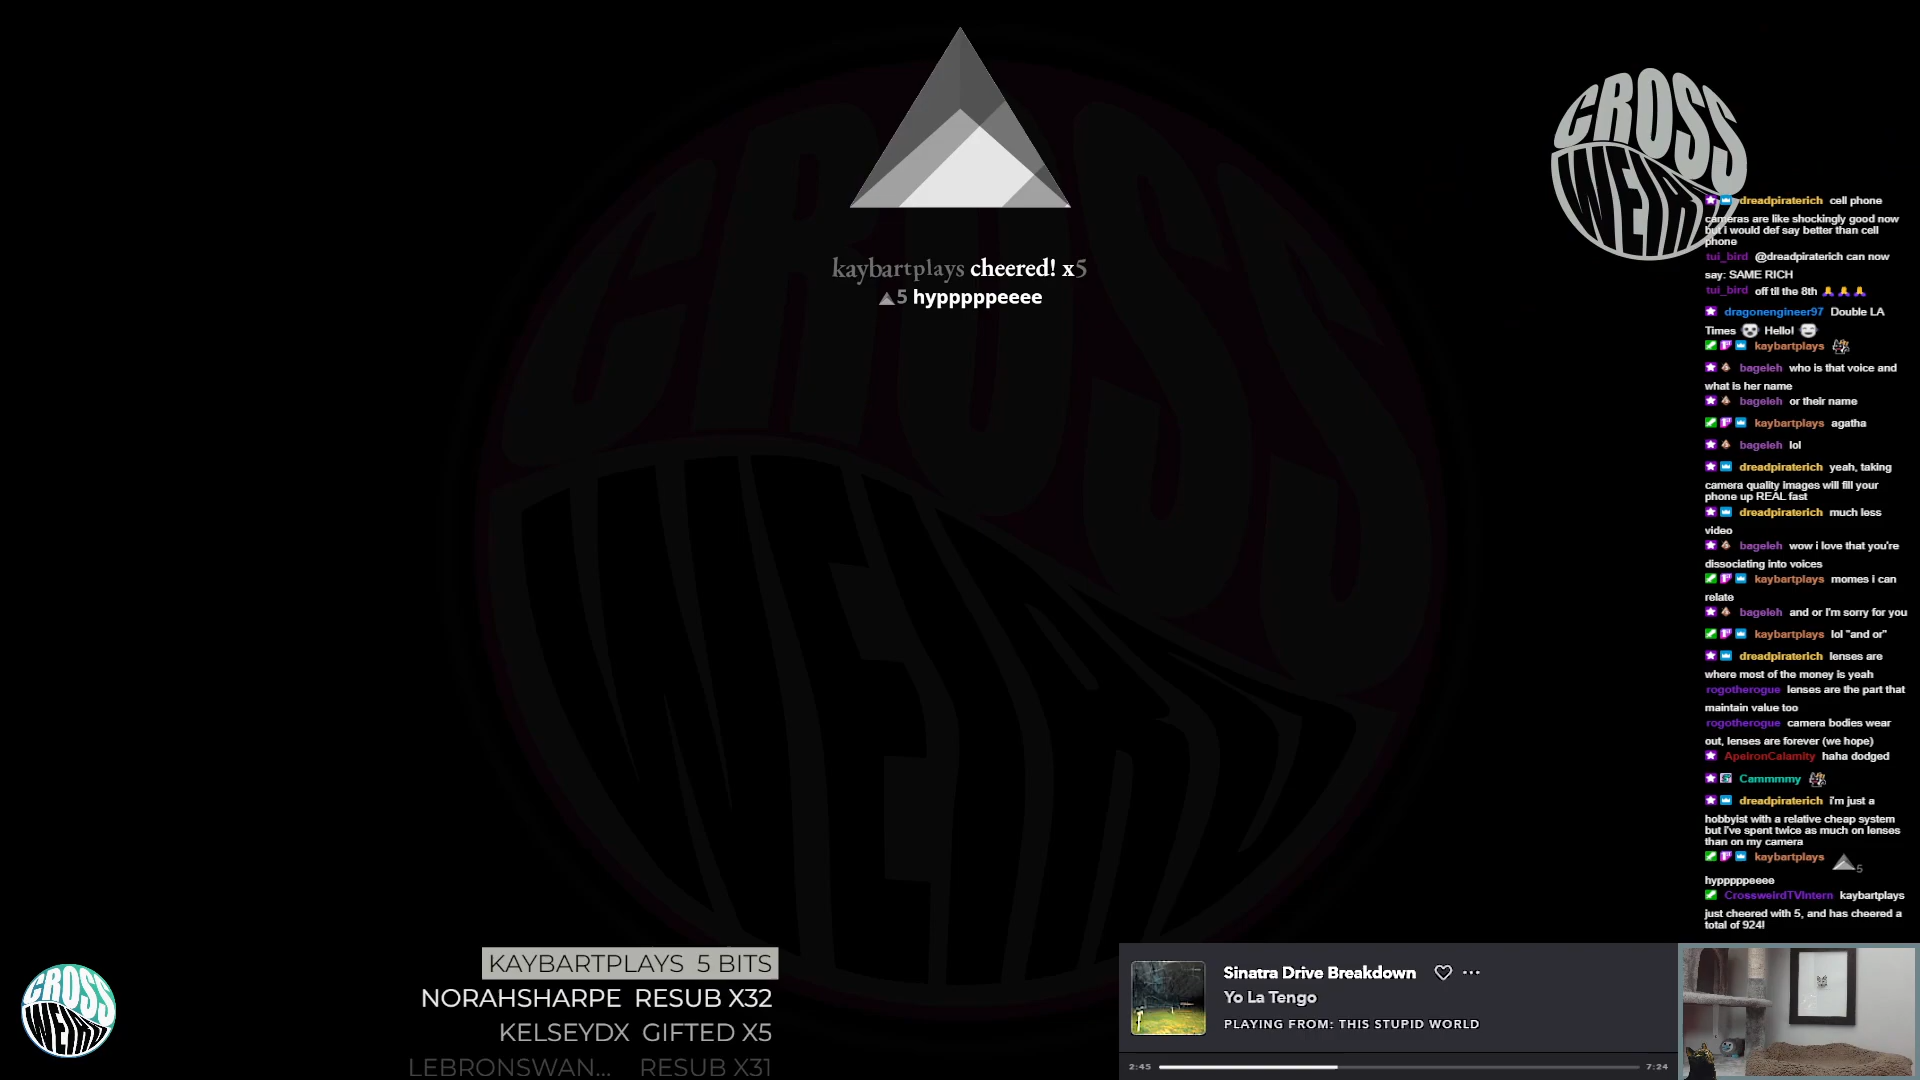 CROSS
WEIRD
kaybartplays cheered! x5
5 hypppppeeee
CROSS
WEIRD
dreadpiraterich cell phone
cameras are like shockingly good now
but i would def say better than cell
phone
tui_bird @dreadpiraterich can now
say: SAME RICH
tui_bird off til the 8th
dragonengineer97 Double LA
Times Hello!
kaybartplays
bageleh who is that voice and
what is her name
bageleh or their name
kaybartplays agatha
bageleh lol
dreadpiraterich yeah, taking
camera quality images will fill your
phone up REAL fast
dreadpiraterich much less
video
bageleh wow i love that you're
dissociating into voices
kaybartplays momes i can
relate
bageleh and or I'm sorry for you
kaybartplays lol "and or"
dreadpiraterich lenses are
where most of the money is yeah
rogotherogue lenses are the part that
maintain value too
rogotherogue camera bodies wear
out, lenses are forever (we hope)
ApeironCalamity haha dodged
Cammmmy
dreadpiraterich i'm just a
hobbyist with a relative cheap system
but i've spent twice as much on lenses
than on my camera
kaybartplays 5
hypppppeeee
CrossweirdTVIntern kaybartplays
just cheered with 5, and has cheered a
total of 924!
CROSS
WEIRD
KAYBARTPLAYS 5 BITS
NORAHSHARPE RESUB X32
KELSEYDX GIFTED X5
LEBRONSWAN... RESUB X31
Sinatra Drive Breakdown
Yo La Tengo
PLAYING FROM: THIS STUPID WORLD
2:45 7:24